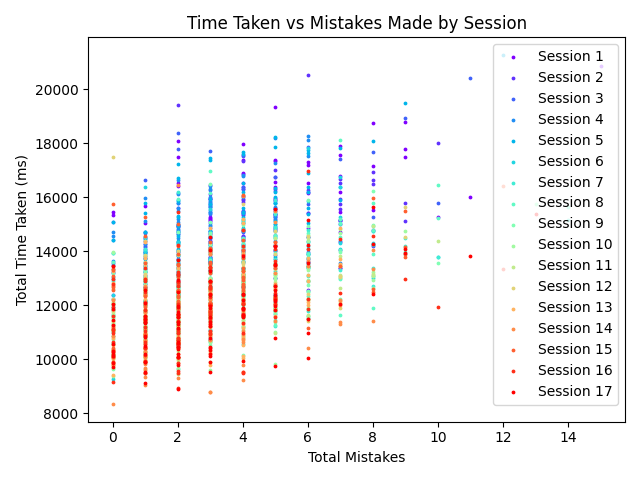 Time Taken vs Mistakes Made by Session
Total Time Taken (ms)
20000
18000
16000
14000
12000
10000
8000
0 2 4 6 8 10 12 14
Total Mistakes
Session 1
Session 2
Session 3
Session 4
Session 5
Session 6
Session 7
Session 8
Session 9
Session 10
Session 11
Session 12
Session 13
Session 14
Session 15
Session 16
Session 17